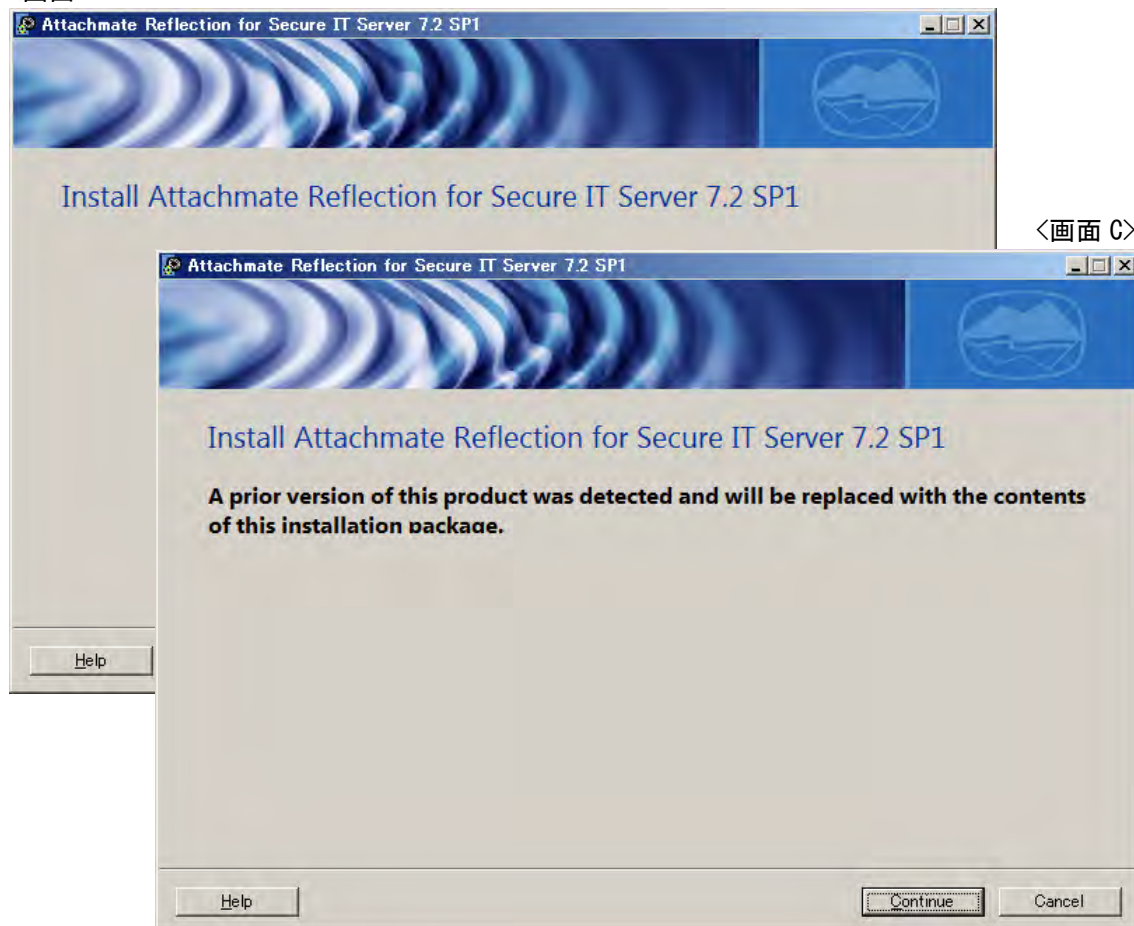 Attachmate Reflection for Secure IT Server 7.2 SP1
Install Attachmate Reflection for Secure IT Server 7.2 SP1
Help
<画面 C>
Attachmate Reflection for Secure IT Server 7.2 SP1
Install Attachmate Reflection for Secure IT Server 7.2 SP1
A prior version of this product was detected and will be replaced with the contents
of this installation package.
Help
Continue
Cancel